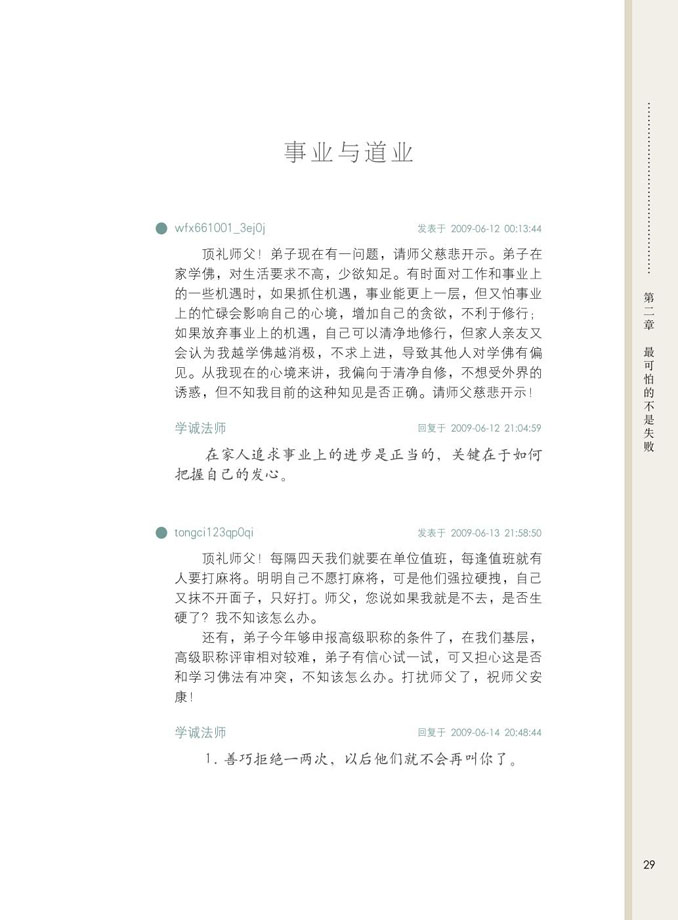 事业与道业
wfx661001_3ej0j 发表于 2009-06-12 00:13:44
顶礼师父！弟子现在有一问题，请师父慈悲开示。弟子在
家学佛，对生活要求不高，少欲知足。有时面对工作和事业上
的一些机遇时，如果抓住机遇，事业能更上一层，但又怕事业
上的忙碌会影响自己的心境，增加自己的贪欲，不利于修行；
如果放弃事业上的机遇，自己可以清净地修行，但家人亲友又
会认为我越学佛越消极，不求上进，导致其他人对学佛有偏
见。从我现在的心境来讲，我偏向于清净自修，不想受外界的
诱惑，但不知我目前的这种知见是否正确。请师父慈悲开示！
学诚法师 回复于 2009-06-12 21:04:59
在家人追求事业上的进步是正当的，关键在于如何
把握自己的发心。
tongci123qp0qi 发表于 2009-06-13 21:58:50
顶礼师父！每隔四天我们就要在单位值班，每逢值班就有
人要打麻将。明明自己不愿打麻将，可是他们强拉硬拽，自己
又抹不开面子，只好打。师父，您说如果我就是不去，是否生
硬了？我不知该怎么办。
还有，弟子今年够申报高级职称的条件了，在我们基层，
高级职称评审相对较难，弟子有信心试一试，可又担心这是否
和学习佛法有冲突，不知该怎么办。打扰师父了，祝师父安
康！
学诚法师 回复于 2009-06-14 20:48:44
1. 善巧拒绝一两次，以后他们就不会再叫你了。
第二章 最可怕的不是失败
29